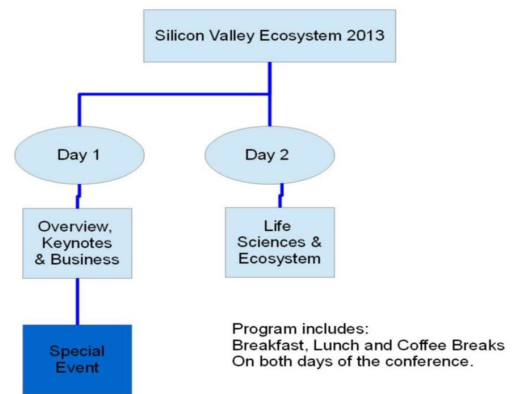 Silicon Valley Ecosystem 2013
Day 1
Day 2
Overview,
Keynotes
& Business
Life
Sciences &
Ecosystem
Special
Event
Program includes:
Breakfast, Lunch and Coffee Breaks
On both days of the conference.